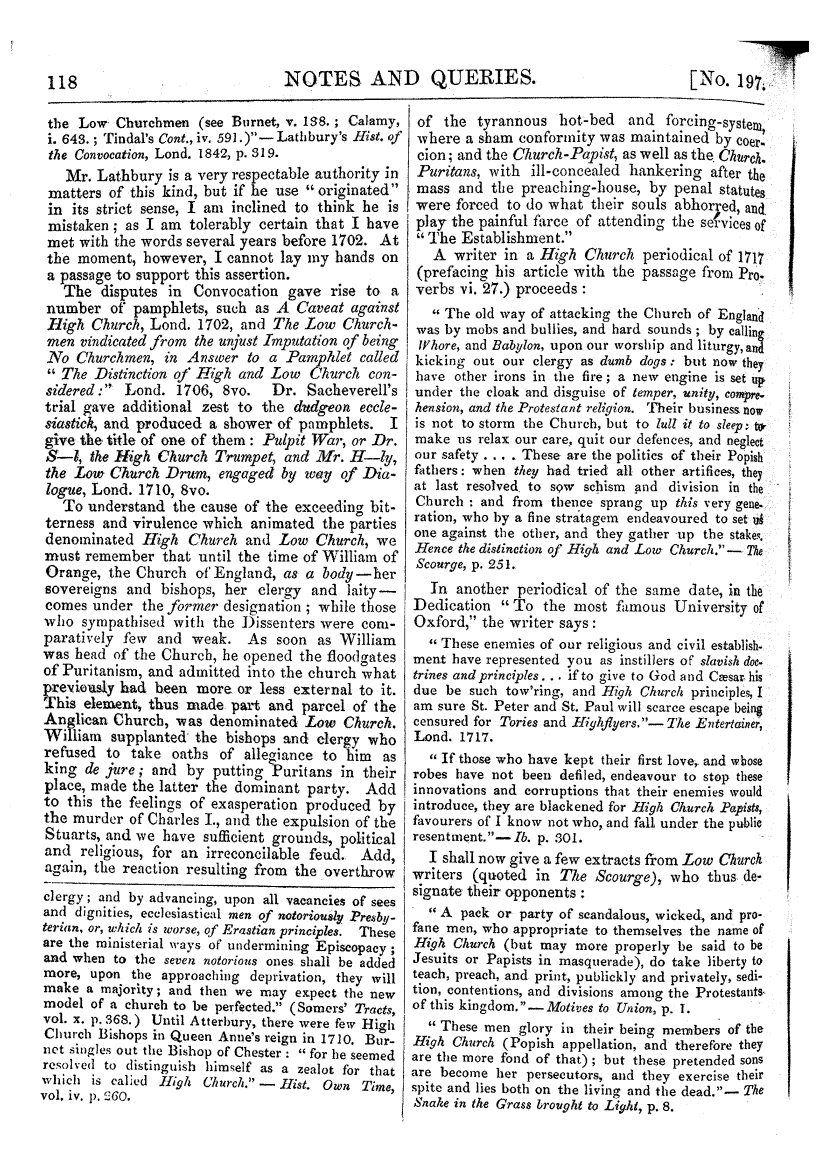 118 NOTES AND QUERIES. [No. 197.
the Low Churchmen (see Burnet, v. 138.; Calamy,
i. 643.; Tindal's Cont., iv. 591.)"—Lathbury's Hist. of
the Convocation, Lond. 1842, p. 319.
Mr. Lathbury is a very respectable authority in
matters of this kind, but if he use "originated"
in its strict sense, I am inclined to think he is
mistaken; as I am tolerably certain that I have
met with the words several years before 1702. At
the moment, however, I cannot lay my hands on
a passage to support this assertion.
The disputes in Convocation gave rise to a
number of pamphlets, such as A Caveat against
High Church, Lond. 1702, and The Low Church-
men vindicated from the unjust Imputation of being
No Churchmen, in Answer to a Pamphlet called
"The Distinction of High and Low Church con-
sidered:" Lond. 1706, 8vo. Dr. Sacheverell's
trial gave additional zest to the dudgeon eccle-
siastick, and produced a shower of pamphlets. I
give the title of one of them: Pulpit War, or Dr.
S—l, the High Church Trumpet, and Mr. H—ly,
the Low Church Drum, engaged by way of Dia-
logue, Lond. 1710, 8vo.
To understand the cause of the exceeding bit-
terness and virulence which animated the parties
denominated High Church and Low Church, we
must remember that until the time of William of
Orange, the Church of England, as a body—her
sovereigns and bishops, her clergy and laity—
comes under the former designation; while those
who sympathised with the Dissenters were com-
paratively few and weak. As soon as William
was head of the Church, he opened the floodgates
of Puritanism, and admitted into the church what
previously had been more or less external to it.
This element, thus made part and parcel of the
Anglican Church, was denominated Low Church.
William supplanted the bishops and clergy who
refused to take oaths of allegiance to him as
king de jure; and by putting Puritans in their
place, made the latter the dominant party. Add
to this the feelings of exasperation produced by
the murder of Charles I., and the expulsion of the
Stuarts, and we have sufficient grounds, political
and religious, for an irreconcilable feud. Add,
again, the reaction resulting from the overthrow
clergy; and by advancing, upon all vacancies of sees
and dignities, ecclesiastical men of notoriously Presby-
terian, or, which is worse, of Erastian principles. These
are the ministerial ways of undermining Episcopacy;
and when to the seven notorious ones shall be added
more, upon the approaching deprivation, they will
make a majority; and then we may expect the new
model of a church to be perfected." (Somers' Tracts,
vol. x. p. 368.) Until Atterbury, there were few High
Church Bishops in Queen Anne's reign in 1710. Bur-
net singles out the Bishop of Chester: "for he seemed
resolved to distinguish himself as a zealot for that
which is called High Church."—Hist. Own Time,
vol. iv. p. 260.
of the tyrannous hot-bed and forcing-system,
where a sham conformity was maintained by coer-
cion; and the Church-Papist, as well as the Church-
Puritans, with ill-concealed hankering after the
mass and the preaching-house, by penal statutes
were forced to do what their souls abhorred, and
play the painful farce of attending the services of
"The Establishment."
A writer in a High Church periodical of 1717
(prefacing his article with the passage from Pro-
verbs vi. 27.) proceeds:
"The old way of attacking the Church of England
was by mobs and bullies, and hard sounds; by calling
Whore, and Babylon, upon our worship and liturgy, and
kicking out our clergy as dumb dogs: but now they
have other irons in the fire; a new engine is set up
under the cloak and disguise of temper, unity, compre-
hension, and the Protestant religion. Their business now
is not to storm the Church, but to lull it to sleep: to
make us relax our care, quit our defences, and neglect
our safety . . . . These are the politics of their Popish
fathers: when they had tried all other artifices, they
at last resolved to sow schism and division in the
Church: and from thence sprang up this very gene-
ration, who by a fine stratagem endeavoured to set us
one against the other, and they gather up the stakes.
Hence the distinction of High and Low Church."—The
Scourge, p. 251.
In another periodical of the same date, in the
Dedication "To the most famous University of
Oxford," the writer says:
"These enemies of our religious and civil establish-
ment have represented you as instillers of slavish doc-
trines and principles . . . if to give to God and Cæsar his
due be such tow'ring, and High Church principles, I
am sure St. Peter and St. Paul will scarce escape being
censured for Tories and Highflyers."—The Entertainer,
Lond. 1717.
"If those who have kept their first love, and whose
robes have not been defiled, endeavour to stop these
innovations and corruptions that their enemies would
introduce, they are blackened for High Church Papists,
favourers of I know not who, and fall under the public
resentment."—Ib. p. 301.
I shall now give a few extracts from Low Church
writers (quoted in The Scourge), who thus de-
signate their opponents:
"A pack or party of scandalous, wicked, and pro-
fane men, who appropriate to themselves the name of
High Church (but may more properly be said to be
Jesuits or Papists in masquerade), do take liberty to
teach, preach, and print, publickly and privately, sedi-
tion, contentions, and divisions among the Protestants
of this kingdom."—Motives to Union, p. 1.
"These men glory in their being members of the
High Church (Popish appellation, and therefore they
are the more fond of that); but these pretended sons
are become her persecutors, and they exercise their
spite and lies both on the living and the dead."—The
Snake in the Grass brought to Light, p. 8.